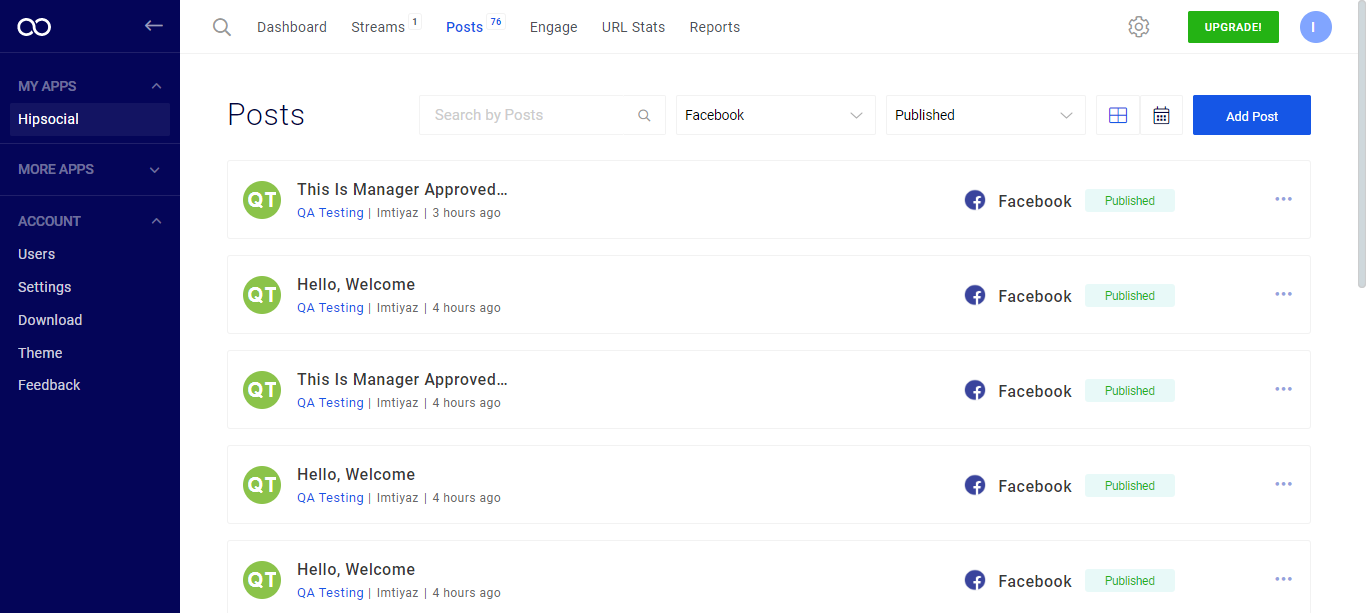 Dashboard Streams 1 Posts 76 Engage URL Stats Reports UPGRADE! I
MY APPS
Hipsocial
MORE APPS
ACCOUNT
Users
Settings
Download
Theme
Feedback
Posts Search by Posts Facebook Published Add Post
QT This Is Manager Approved... Facebook Published
QA Testing | Imtiyaz | 3 hours ago
QT Hello, Welcome Facebook Published
QA Testing | Imtiyaz | 4 hours ago
QT This Is Manager Approved... Facebook Published
QA Testing | Imtiyaz | 4 hours ago
QT Hello, Welcome Facebook Published
QA Testing | Imtiyaz | 4 hours ago
QT Hello, Welcome Facebook Published
QA Testing | Imtiyaz | 4 hours ago